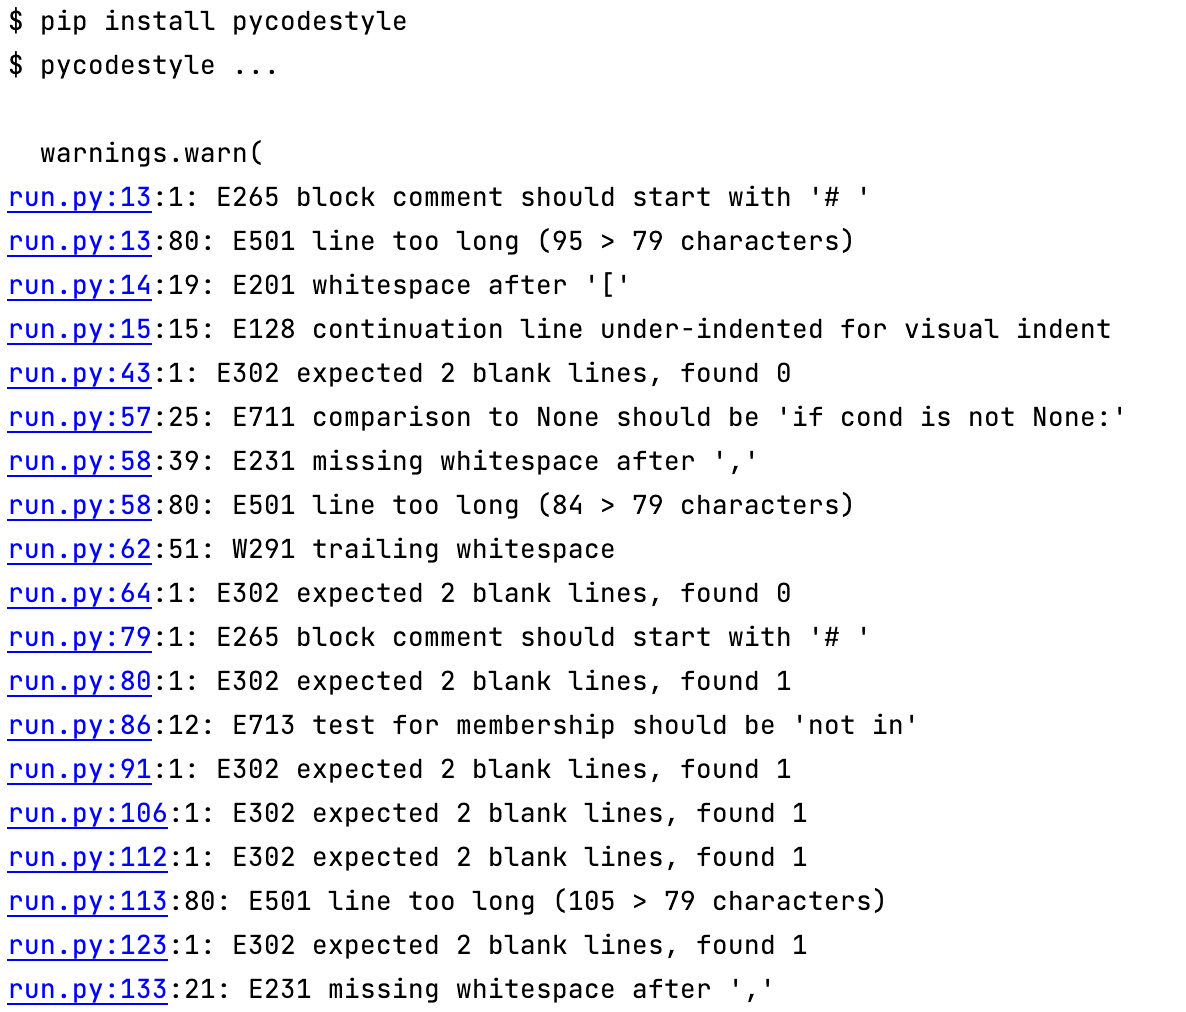 $ pip install pycodestyle
$ pycodestyle ...
warnings.warn(
run.py:13:1: E265 block comment should start with '# '
run.py:13:80: E501 line too long (95 > 79 characters)
run.py:14:19: E201 whitespace after '['
run.py:15:15: E128 continuation line under-indented for visual indent
run.py:43:1: E302 expected 2 blank lines, found 0
run.py:57:25: E711 comparison to None should be 'if cond is not None:'
run.py:58:39: E231 missing whitespace after ','
run.py:58:80: E501 line too long (84 > 79 characters)
run.py:62:51: W291 trailing whitespace
run.py:64:1: E302 expected 2 blank lines, found 0
run.py:79:1: E265 block comment should start with '# '
run.py:80:1: E302 expected 2 blank lines, found 1
run.py:86:12: E713 test for membership should be 'not in'
run.py:91:1: E302 expected 2 blank lines, found 1
run.py:106:1: E302 expected 2 blank lines, found 1
run.py:112:1: E302 expected 2 blank lines, found 1
run.py:113:80: E501 line too long (105 > 79 characters)
run.py:123:1: E302 expected 2 blank lines, found 1
run.py:133:21: E231 missing whitespace after ','